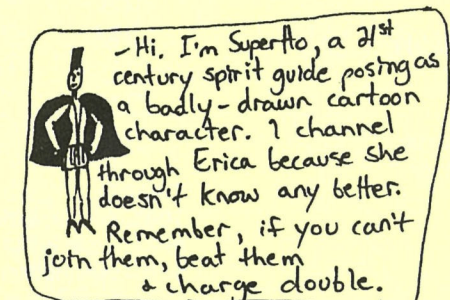 - Hi. I'm SuperFto, a 21st
century spirit guide posing as
a badly-drawn cartoon
character. I channel
through Erica because she
doesn't know any better.
Remember, if you can't
join them, beat them
& charge double.